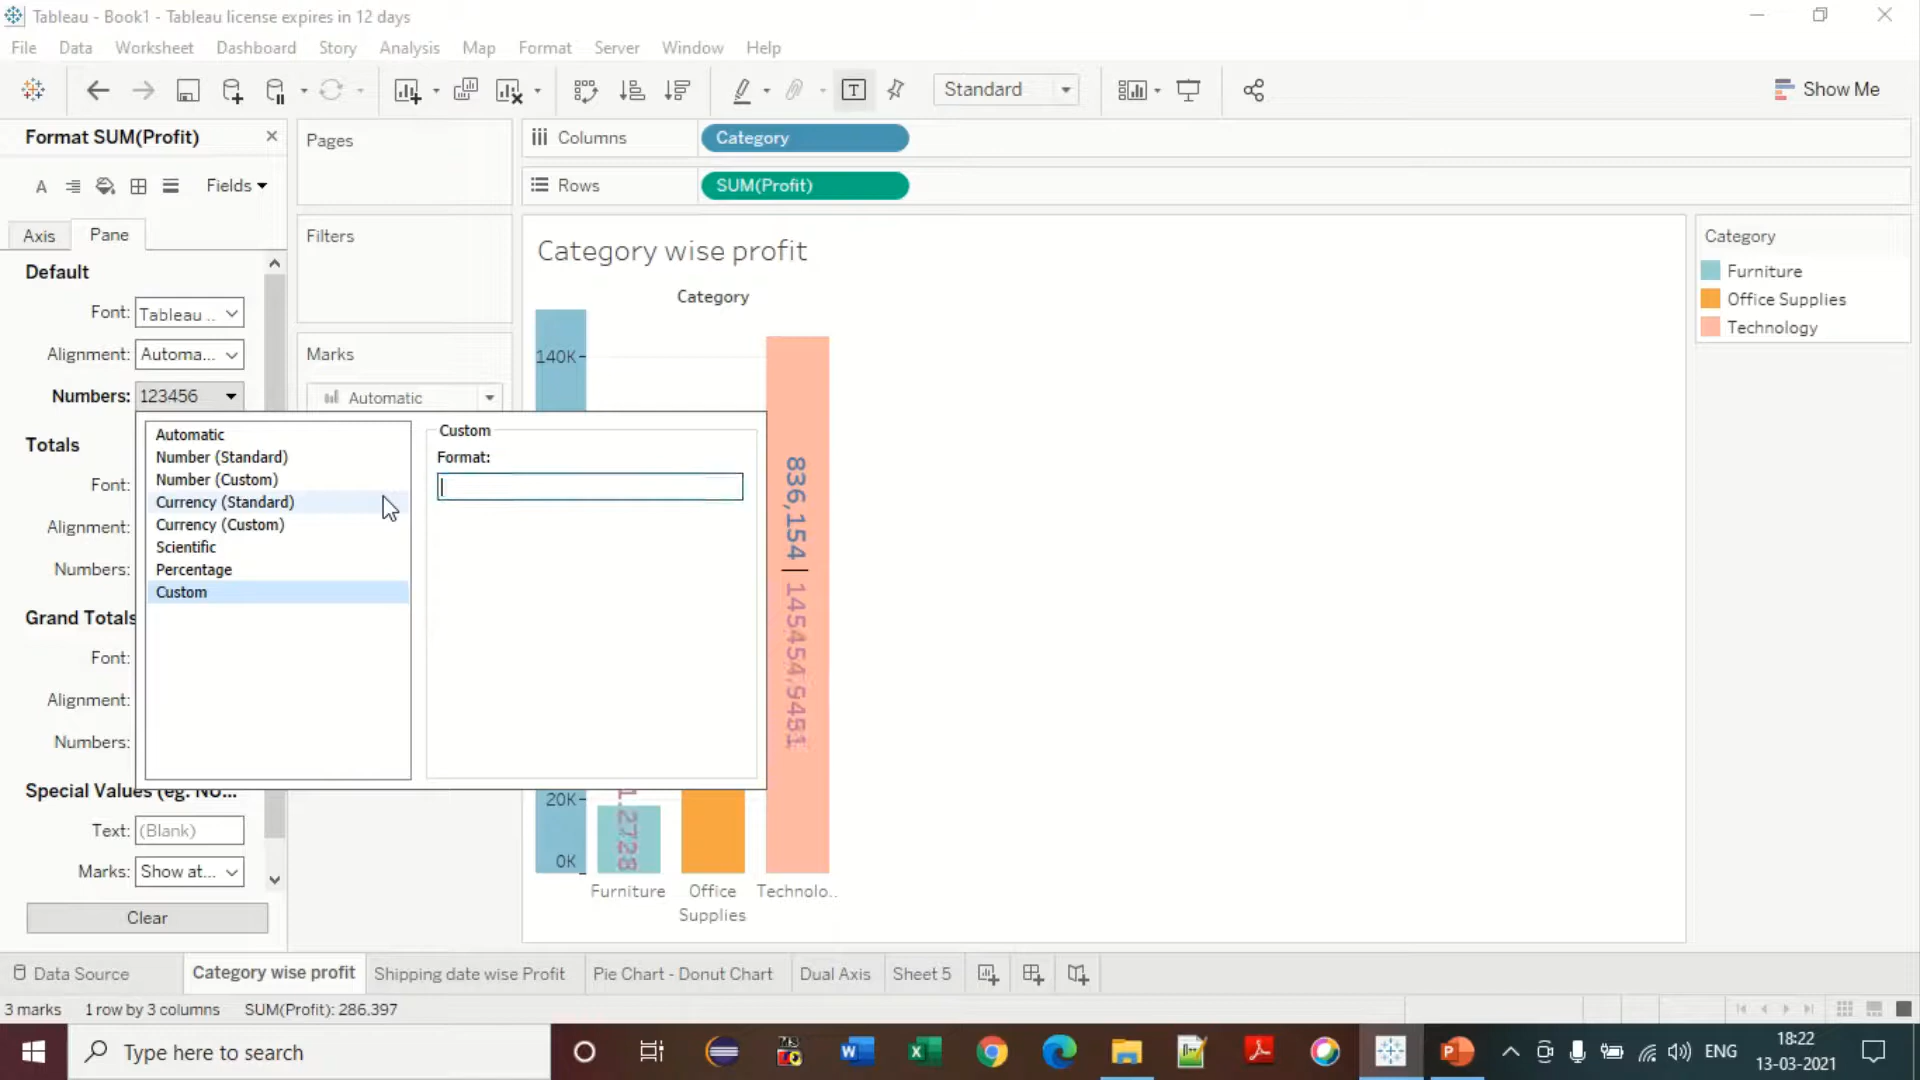 Tableau - Book1 - Tableau license expires in 12 days
File Data Worksheet Dashboard Story Analysis Map Format Server Window Help
Standard
Show Me
Format SUM(Profit)
Fields
Axis Pane
Default
Font: Tableau ..
Alignment: Automa...
Numbers: 123456
Totals
Font:
Alignment:
Numbers:
Grand Totals
Font:
Alignment:
Numbers:
Special Values (eg. NU...
Text: (Blank)
Marks: Show at...
Clear
Automatic
Number (Standard)
Number (Custom)
Currency (Standard)
Currency (Custom)
Scientific
Percentage
Custom
Custom
Format:
Pages
Filters
Marks
Automatic
Columns Category
Rows SUM(Profit)
Category wise profit
Category
140K
20K
0K
836,154 | 145454.9481
1.2728
Furniture
Office Supplies
Technolo..
Category
Furniture
Office Supplies
Technology
Data Source Category wise profit Shipping date wise Profit Pie Chart - Donut Chart Dual Axis Sheet 5
3 marks 1 row by 3 columns SUM(Profit): 286,397
Type here to search
ENG
18:22
13-03-2021